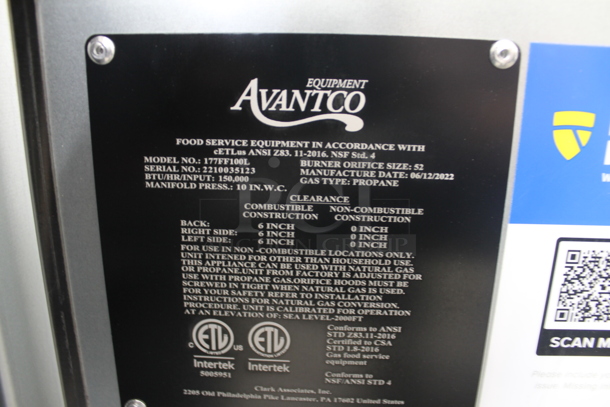 EQUIPMENT
AVANTCO
FOOD SERVICE EQUIPMENT IN ACCORDANCE WITH
cETLus ANSI Z83. 11-2016. NSF Std. 4
MODEL NO.: 177FF100L BURNER ORIFICE SIZE: 52
SERIAL NO.: 2210035123 MANUFACTURE DATE: 06/12/2022
BTU/HR/INPUT: 150,000 GAS TYPE: PROPANE
MANIFOLD PRESS.: 10 IN.W.C.
CLEARANCE
COMBUSTIBLE NON-COMBUSTIBLE
CONSTRUCTION CONSTRUCTION
BACK: 6 INCH 0 INCH
RIGHT SIDE: 6 INCH 0 INCH
LEFT SIDE: 6 INCH 0 INCH
FOR USE IN NON -COMBUSTIBLE LOCATIONS ONLY.
UNIT INTENED FOR OTHER THAN HOUSEHOLD USE.
THIS APPLIANCE CAN BE USED WITH NATURAL GAS
OR PROPANE.UNIT FROM FACTORY IS ADJUSTED FOR
USE WITH PROPANE GAS.ORIFICE HOODS MUST BE
SCREWED IN TIGHT WHEN NATURAL GAS IS USED.
FOR YOUR SAFETY REFER TO INSTALLATION
INSTRUCTIONS FOR NATURAL GAS CONVERSION.
PROCEDURE. UNIT IS CALIBRATED FOR OPERATION
AT AN ELEVATION OF: SEA LEVEL-2000FT
C ETL US ETL
Intertek Intertek
5005951
Conforms to ANSI
STD Z83.11-2016
Certified to CSA
STD 1.8-2016
Gas food service
equipment
Conforms to
NSF/ANSI STD 4
Clark Associates, Inc.
2205 Old Philadelphia Pike Lancaster, PA 17602 United States
SCAN M